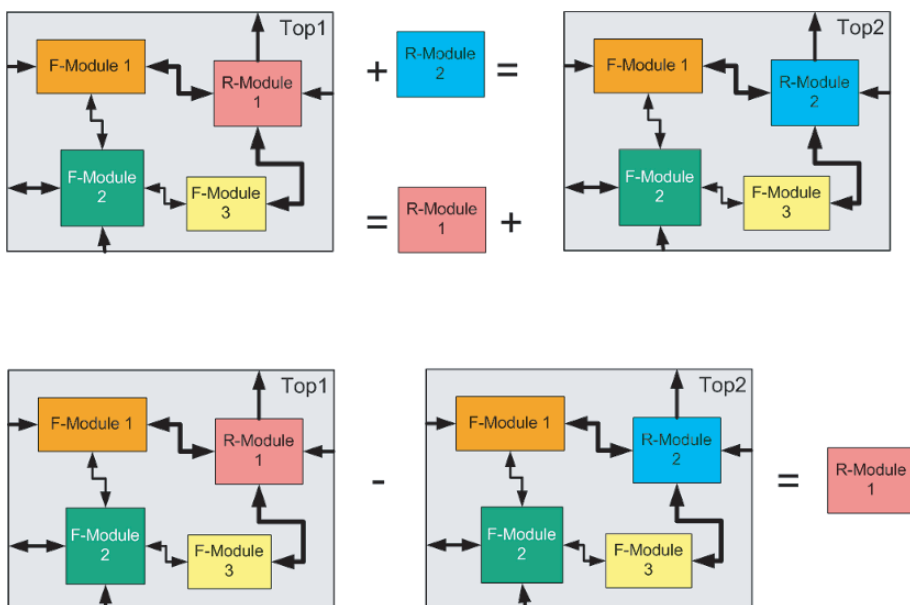 Top1
F-Module 1
R-Module
1
F-Module
2
F-Module
3
+
R-Module
2
=
Top2
F-Module 1
R-Module
2
F-Module
2
F-Module
3
=
R-Module
1
+
Top1
F-Module 1
R-Module
1
F-Module
2
F-Module
3
-
Top2
F-Module 1
R-Module
2
F-Module
2
F-Module
3
=
R-Module
1